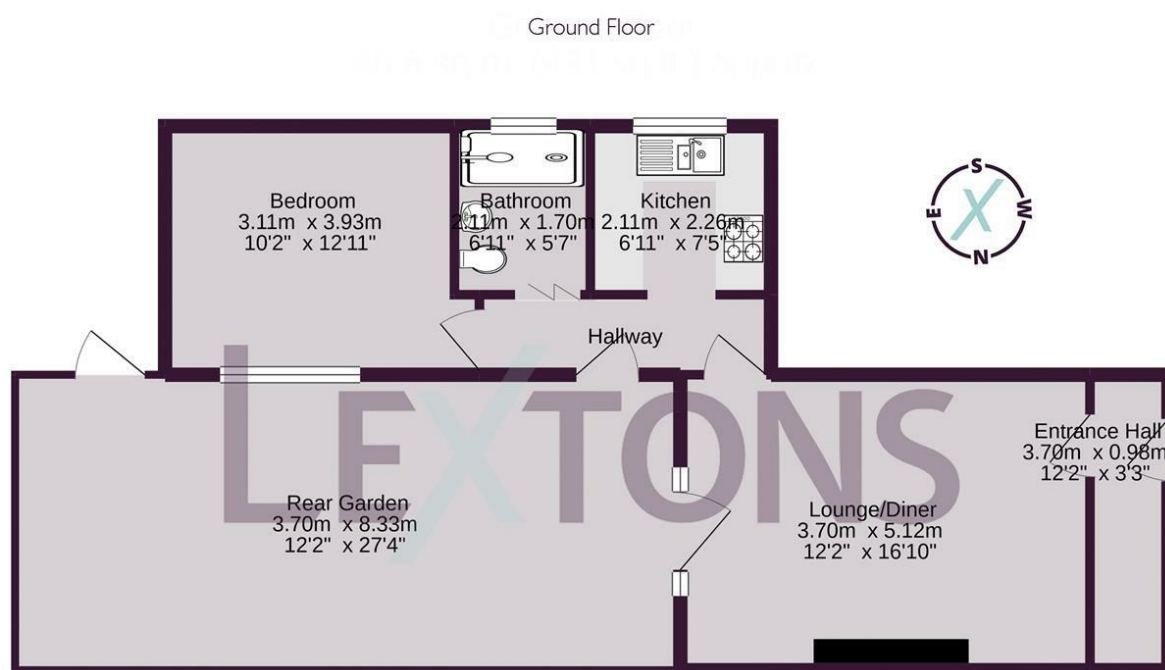 Ground Floor
Bedroom
3.11m x 3.93m
10'2" x 12'11"
Bathroom
2.11m x 1.70m
6'11" x 5'7"
Kitchen
2.11m x 2.26m
6'11" x 7'5"
S
E
W
N
X
Hallway
LEXTONS
Entrance Hall
3.70m x 0.98m
12'2" x 3'3"
Rear Garden
3.70m x 8.33m
12'2" x 27'4"
Lounge/Diner
3.70m x 5.12m
12'2" x 16'10"